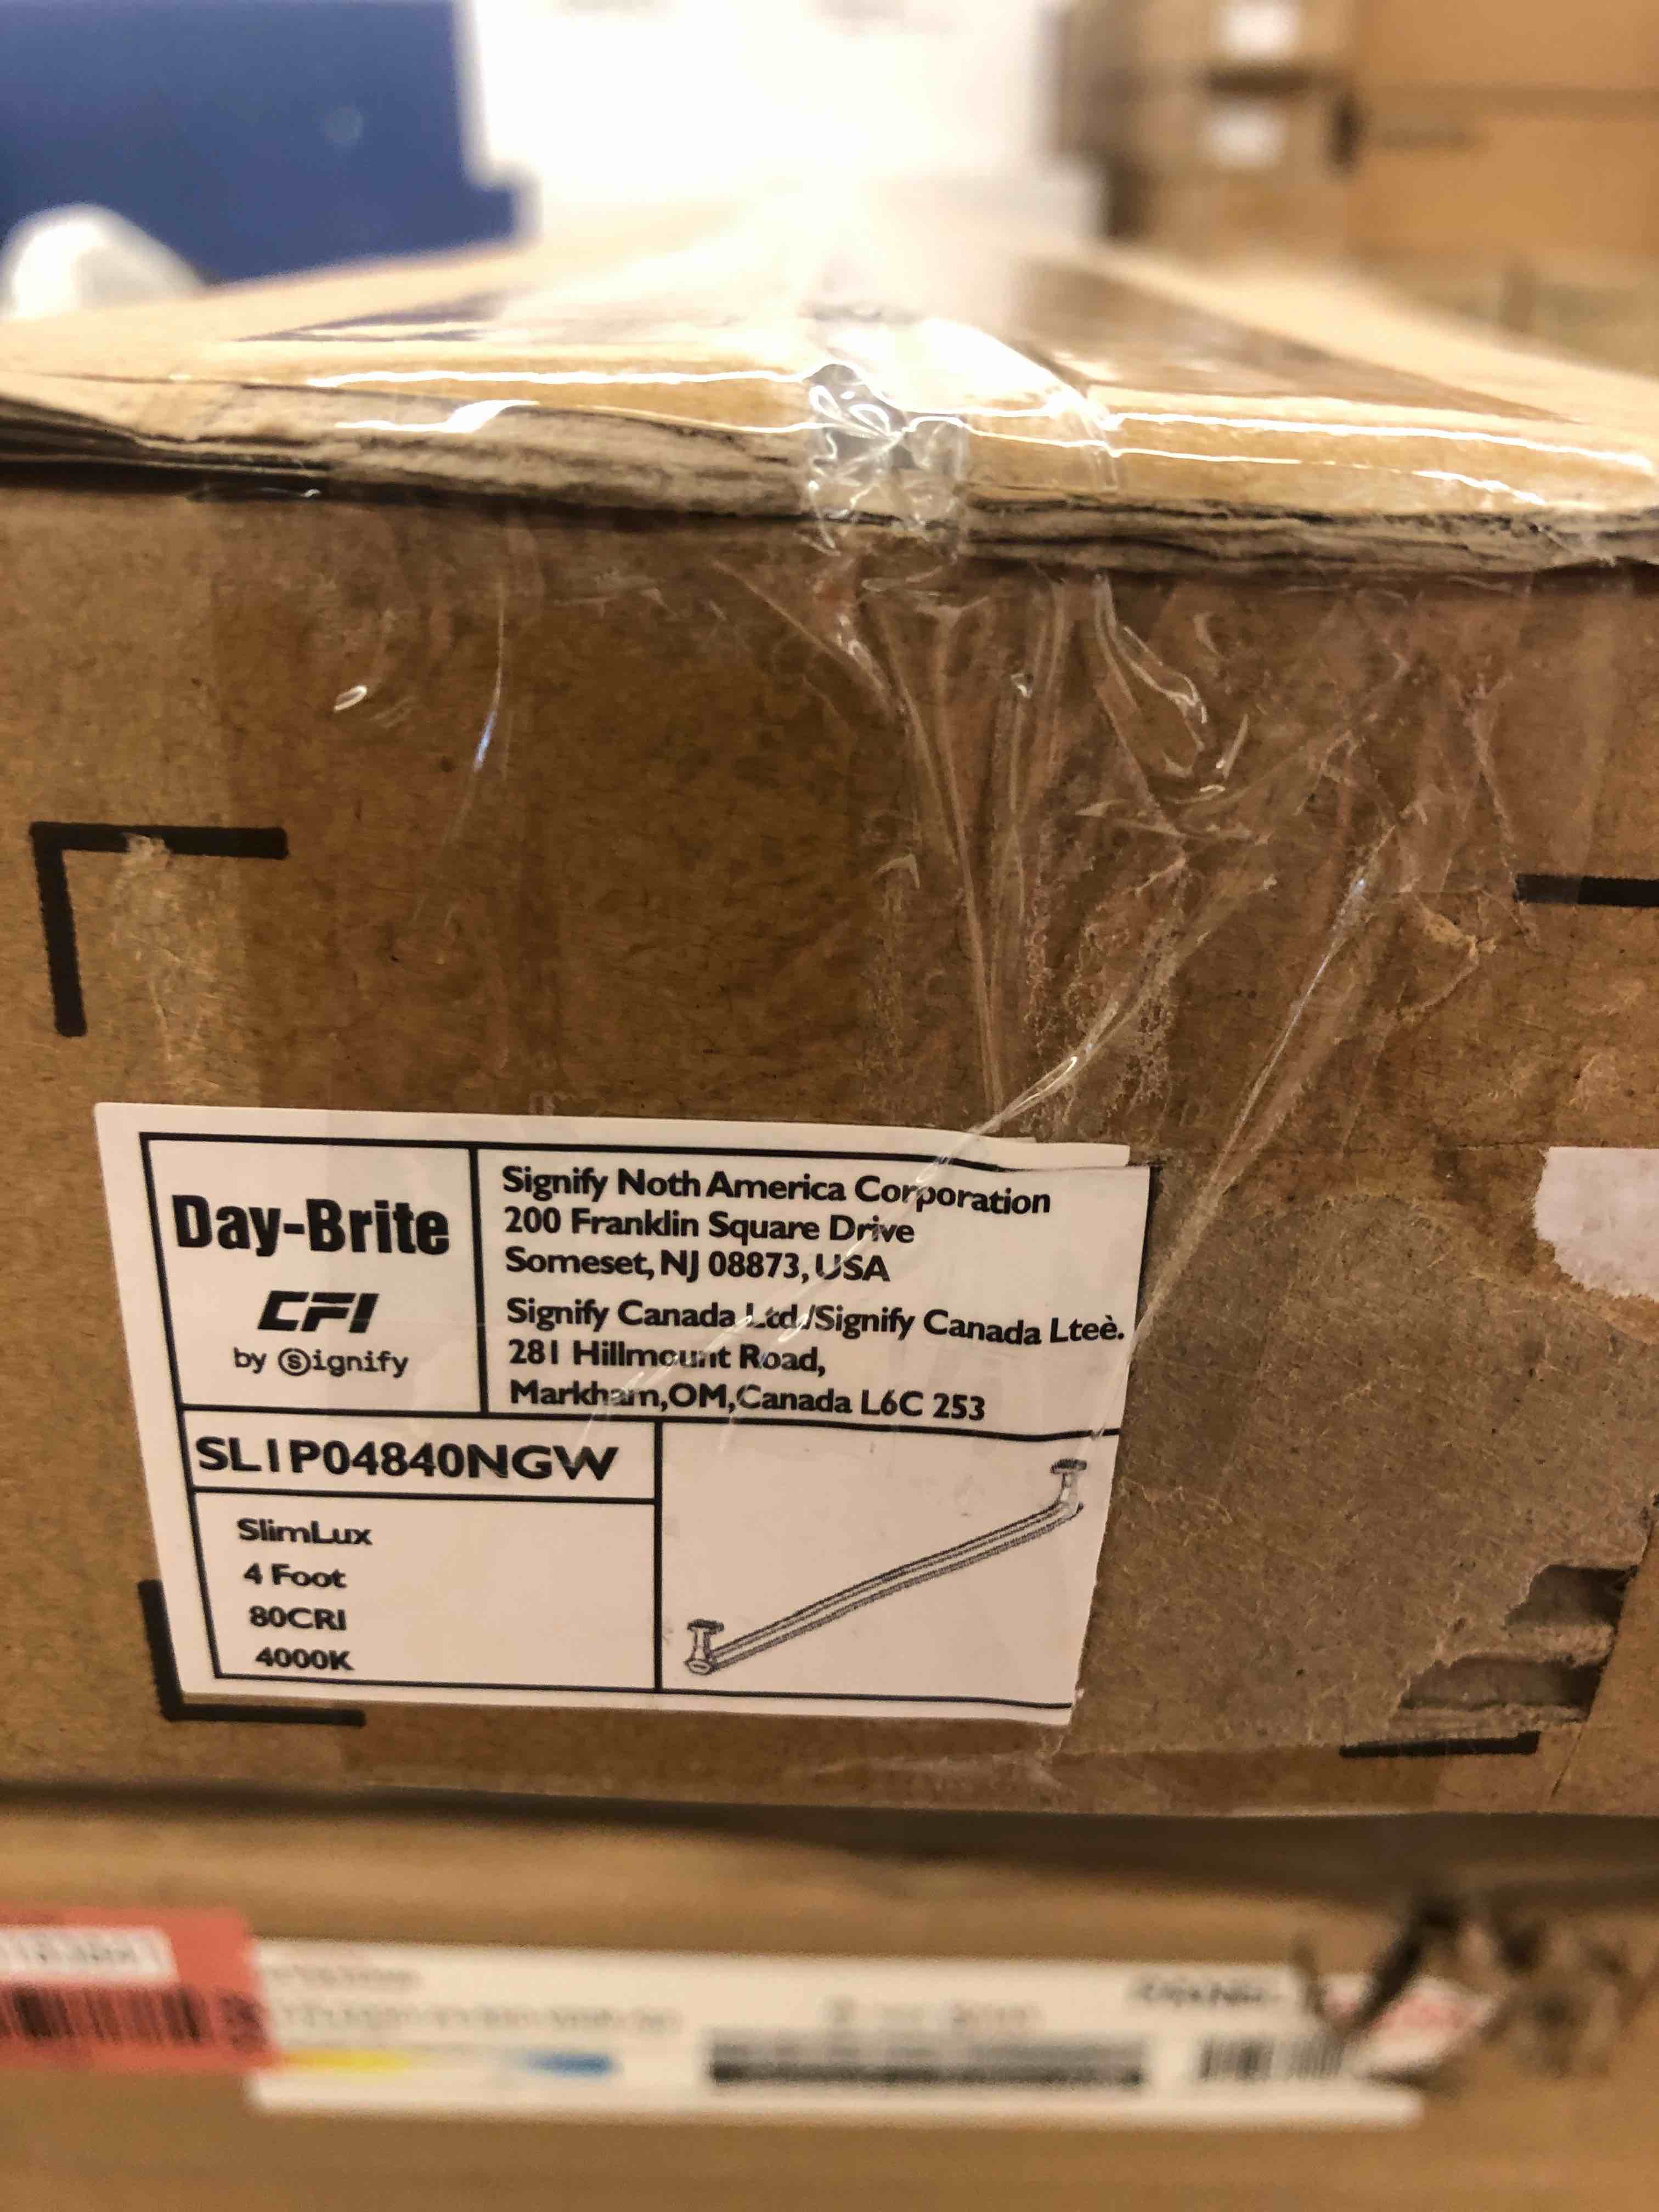 Day-Brite
CFI
by Signify
Signify Noth America Corporation
200 Franklin Square Drive
Someset, NJ 08873, USA
Signify Canada Ltd./Signify Canada Lteè.
281 Hillmount Road,
Markham,OM,Canada L6C 253
SL1P04840NGW
SlimLux
4 Foot
80CRI
4000K